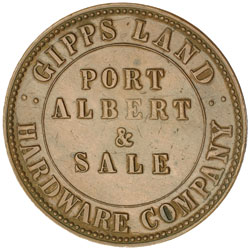 GIPPS LAND
PORT
ALBERT
&
SALE
HARDWARE COMPANY